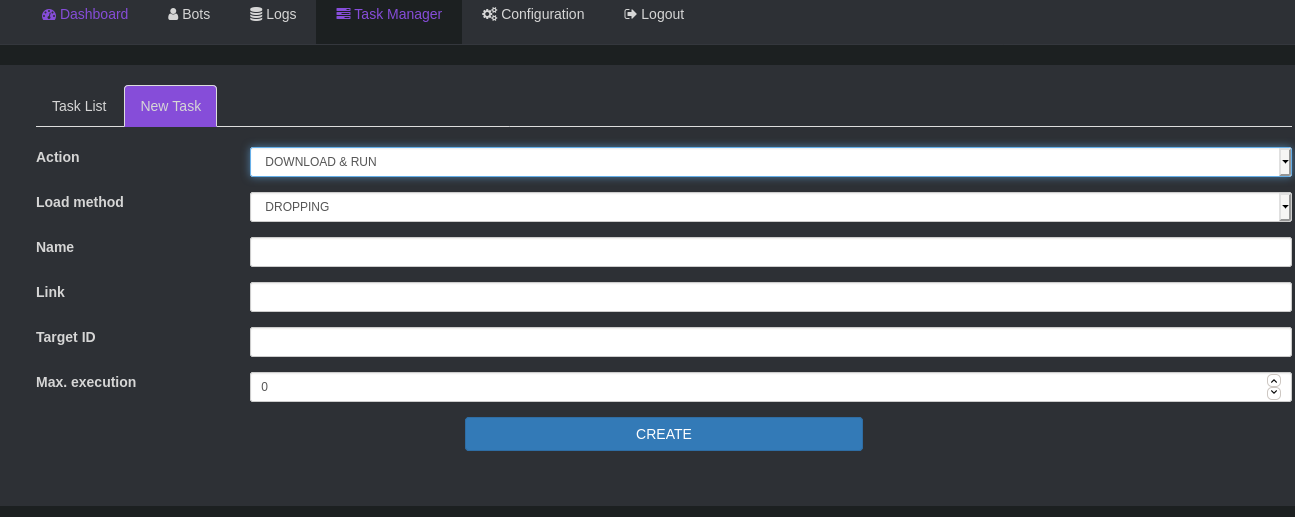 Dashboard Bots Logs Task Manager Configuration Logout
Task List New Task
Action DOWNLOAD & RUN
Load method DROPPING
Name
Link
Target ID
Max. execution 0
CREATE